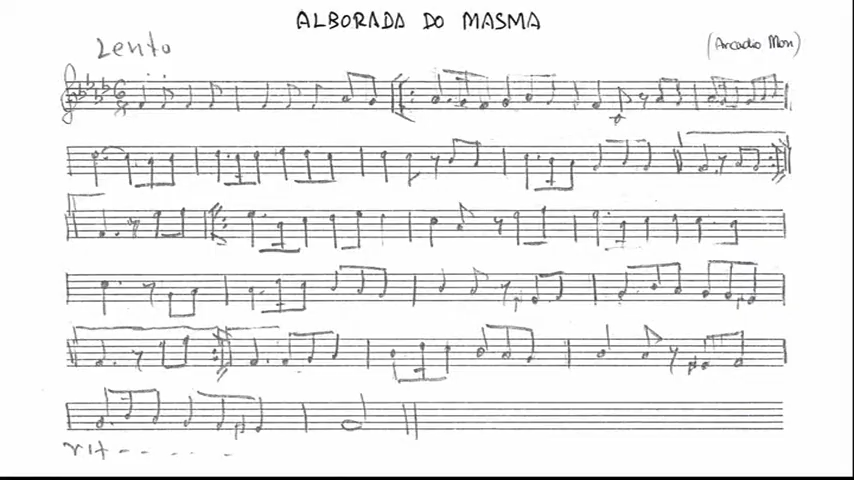 ALBORADA DO MASMA
Lento
(Arcadio Mon)
rit - - - - - -